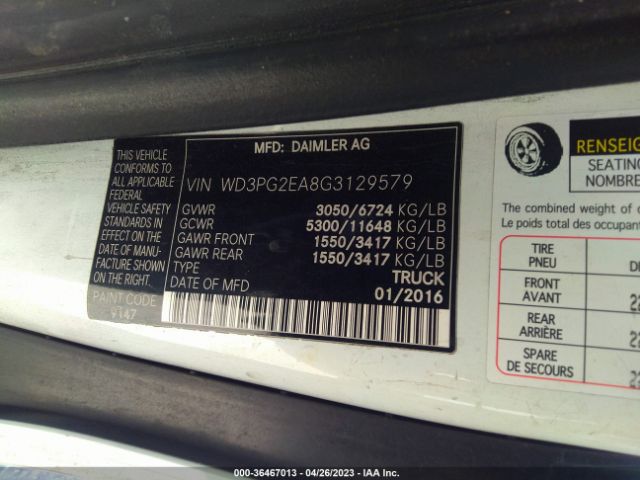 MFD: DAIMLER AG
THIS VEHICLE
CONFORMS TO
ALL APPLICABLE
FEDERAL
VEHICLE SAFETY
STANDARDS IN
EFFECT ON THE
DATE OF MANU-
FACTURE SHOWN
ON THE RIGHT.
PAINT CODE
9147
VIN WD3PG2EA8G3129579
GVWR 3050/6724 KG/LB
GCWR 5300/11648 KG/LB
GAWR FRONT 1550/3417 KG/LB
GAWR REAR 1550/3417 KG/LB
TYPE TRUCK
DATE OF MFD 01/2016
RENSEIG
SEATING
NOMBRE
The combined weight of
Le poids total des occupant
TIRE
PNEU
FRONT
AVANT
REAR
ARRIÈRE
SPARE
DE SECOURS
000-36467013 - 04/26/2023 - IAA Inc.